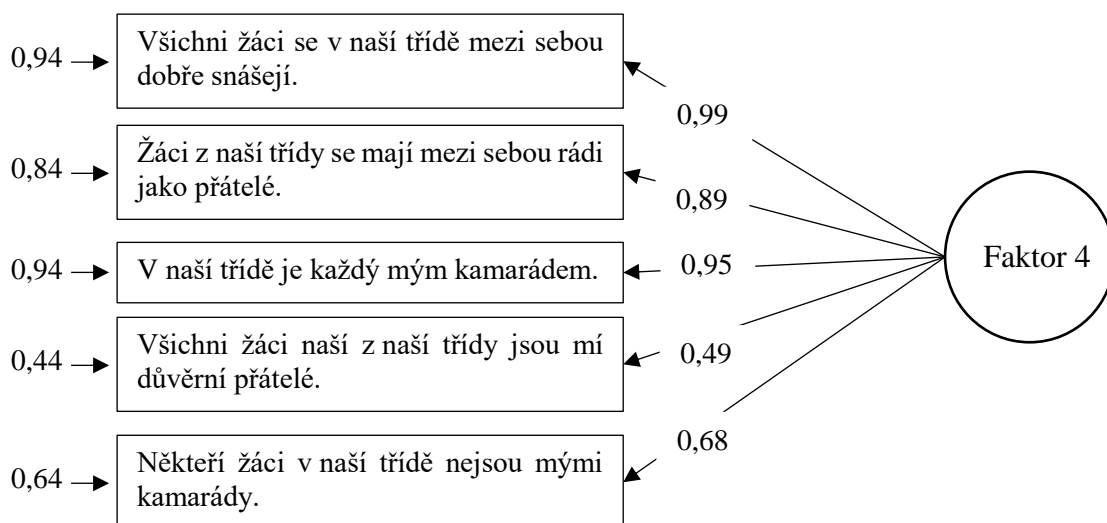 0,94
Všichni žáci se v naší třídě mezi sebou
dobře snášejí.
0,99
0,84
Žáci z naší třídy se mají mezi sebou rádi
jako přátelé.
0,89
0,94
V naší třídě je každý mým kamarádem.
0,95
Faktor 4
0,44
Všichni žáci naší z naší třídy jsou mí
důvěrní přátelé.
0,49
0,64
Někteří žáci v naší třídě nejsou mými
kamarády.
0,68